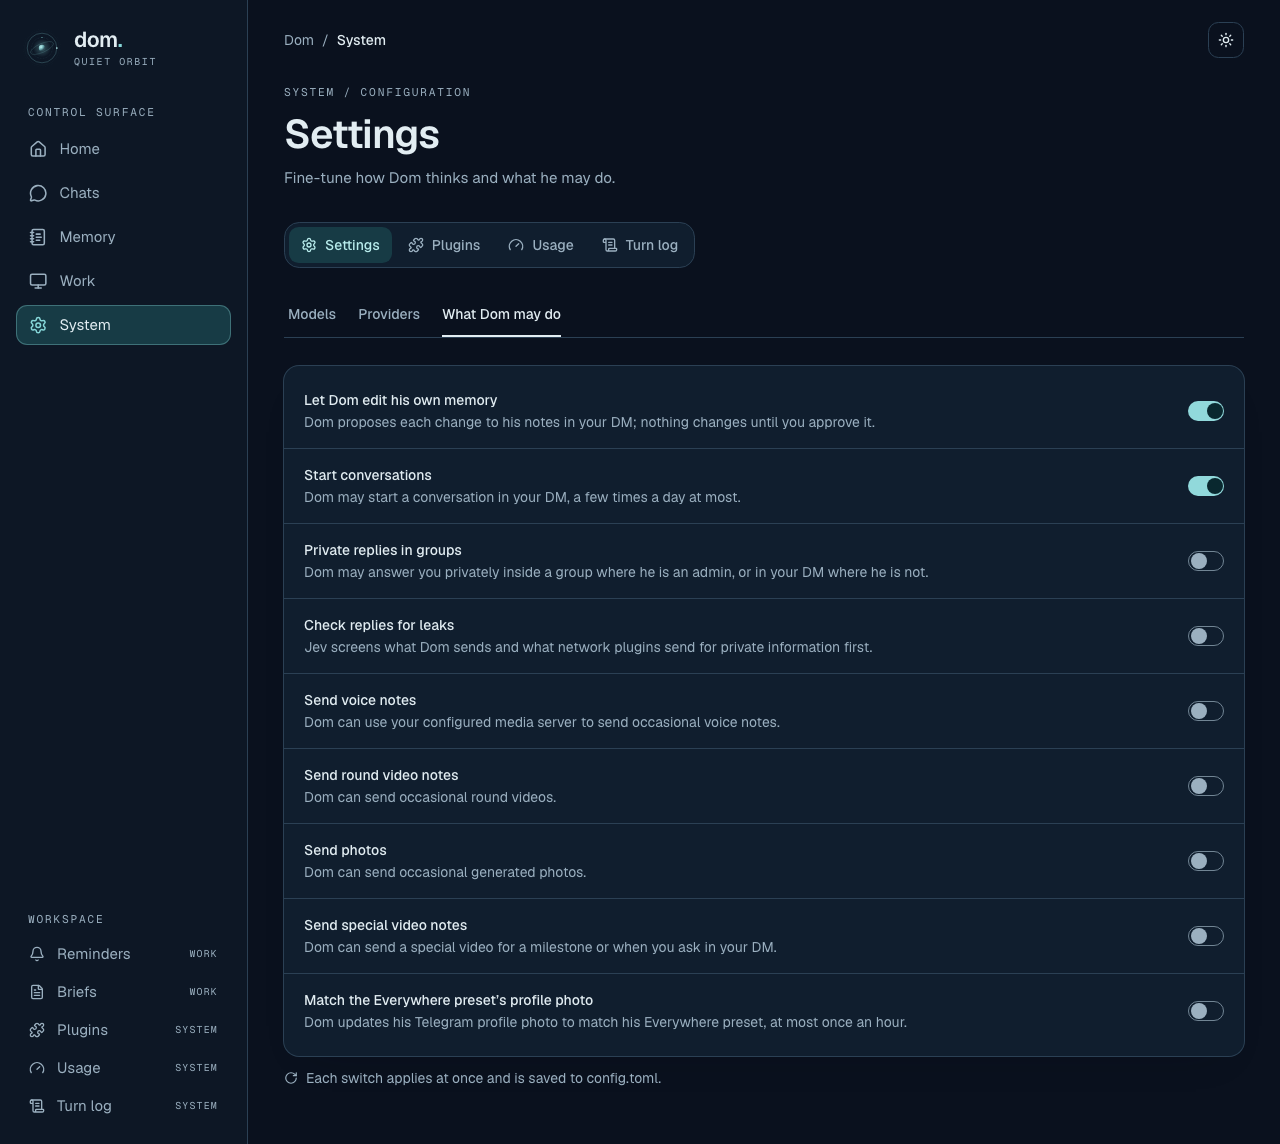 dom.
QUIET ORBIT
CONTROL SURFACE
Home
Chats
Memory
Work
System
WORKSPACE
Reminders WORK
Briefs WORK
Plugins SYSTEM
Usage SYSTEM
Turn log SYSTEM
Dom / System
SYSTEM / CONFIGURATION
Settings
Fine-tune how Dom thinks and what he may do.
Settings Plugins Usage Turn log
Models Providers What Dom may do
Let Dom edit his own memory
Dom proposes each change to his notes in your DM; nothing changes until you approve it.
Start conversations
Dom may start a conversation in your DM, a few times a day at most.
Private replies in groups
Dom may answer you privately inside a group where he is an admin, or in your DM where he is not.
Check replies for leaks
Jev screens what Dom sends and what network plugins send for private information first.
Send voice notes
Dom can use your configured media server to send occasional voice notes.
Send round video notes
Dom can send occasional round videos.
Send photos
Dom can send occasional generated photos.
Send special video notes
Dom can send a special video for a milestone or when you ask in your DM.
Match the Everywhere preset's profile photo
Dom updates his Telegram profile photo to match his Everywhere preset, at most once an hour.
Each switch applies at once and is saved to config.toml.